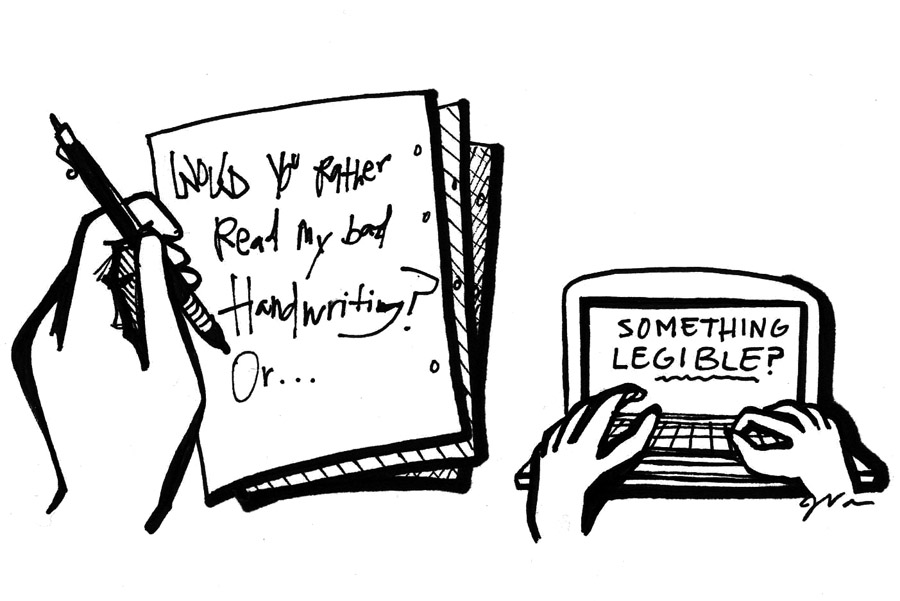 Would you rather
Read my bad
Handwriting?
Or...
SOMETHING
LEGIBLE?